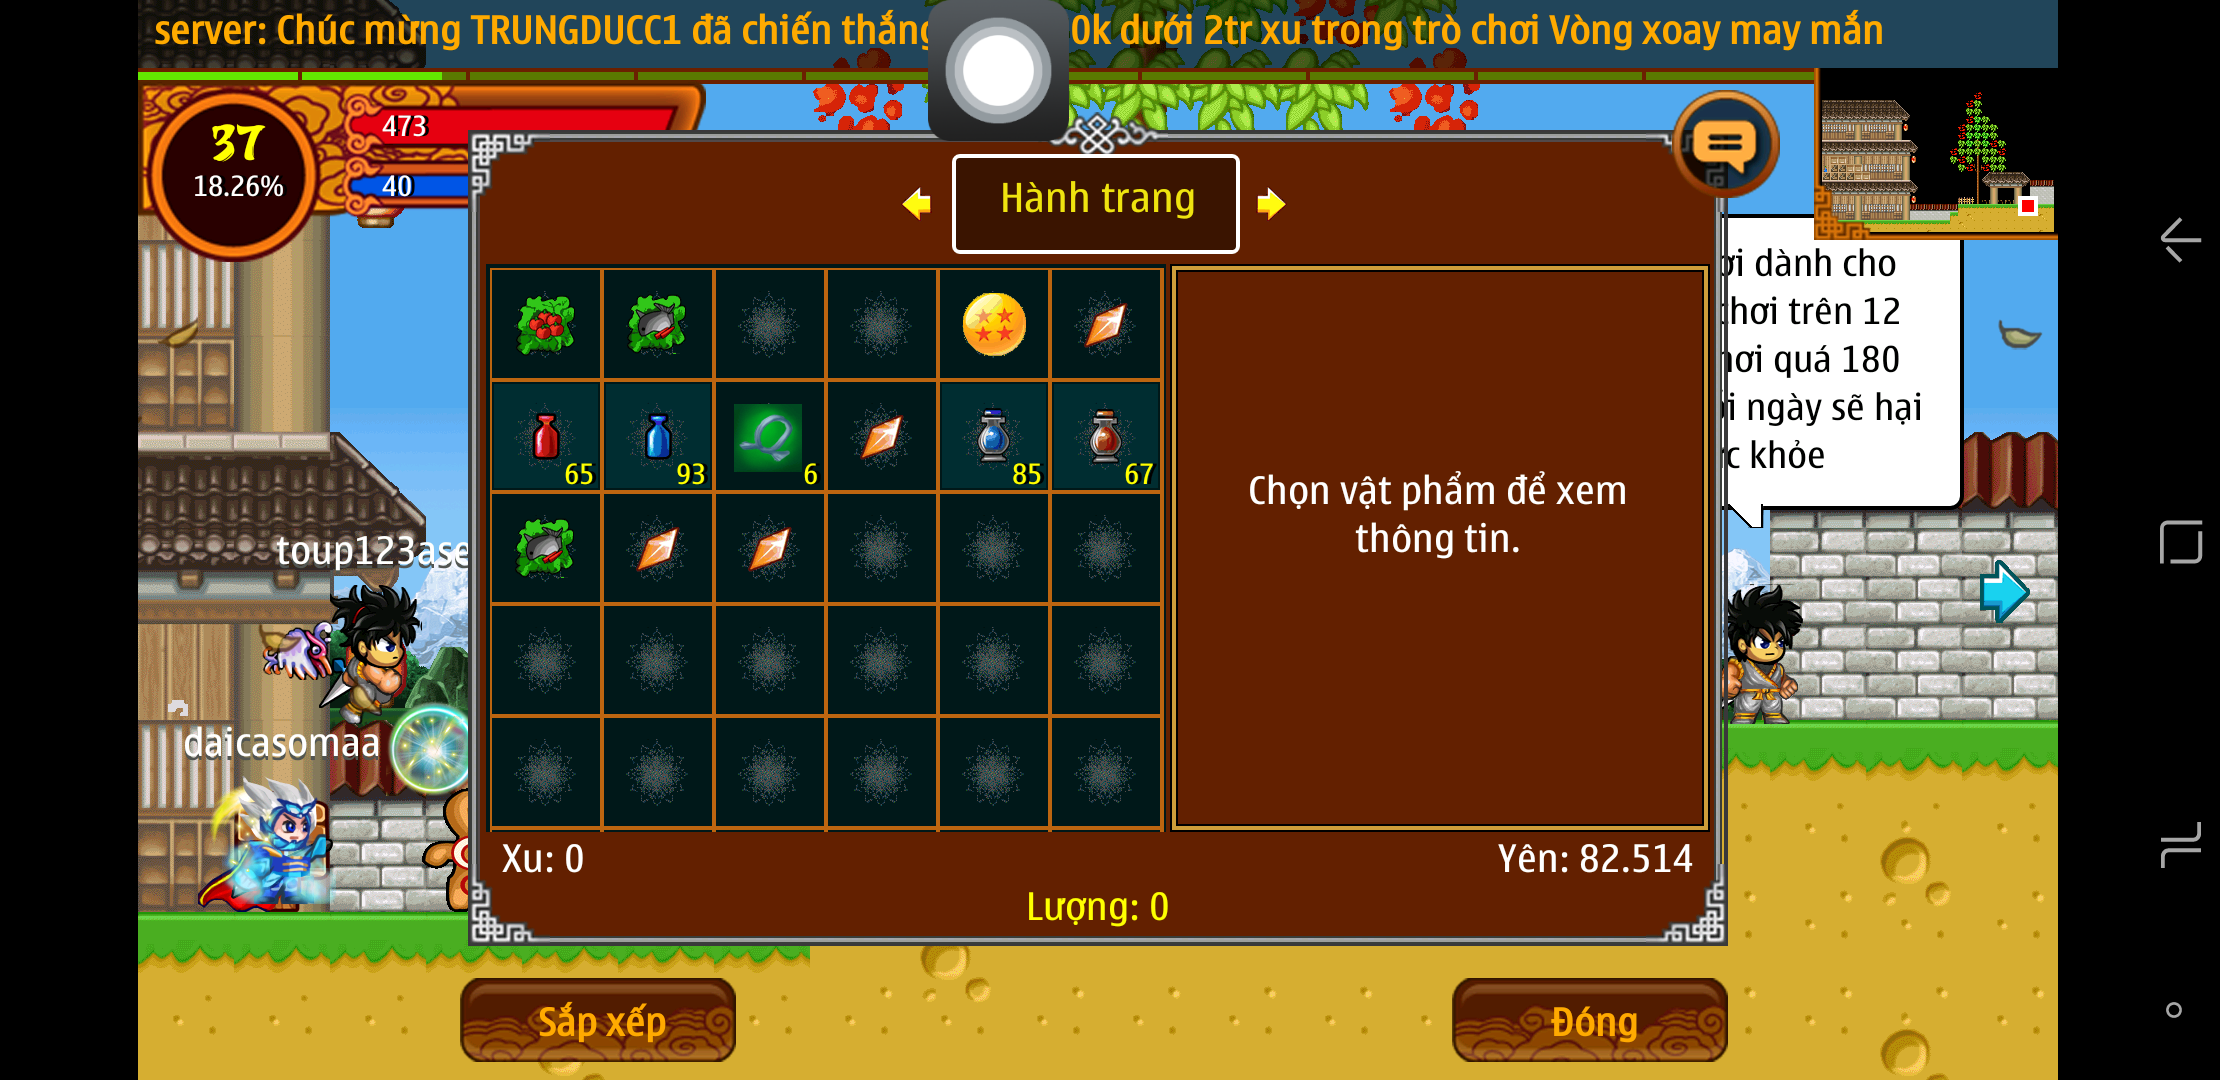 server: Chúc mừng TRUNGDUCC1 đã chiến thắng 0k dưới 2tr xu trong trò chơi Vòng xoay may mắn
37
18.26%
473
40
Hành trang
dành cho
trên 12
quá 180
ngày sẽ hại
khỏe
65
93
6
85
67
Chọn vật phẩm để xem
thông tin.
toup123ase
daicasomaa
Xu: 0
Yên: 82.514
Lượng: 0
Sắp xếp
Đóng